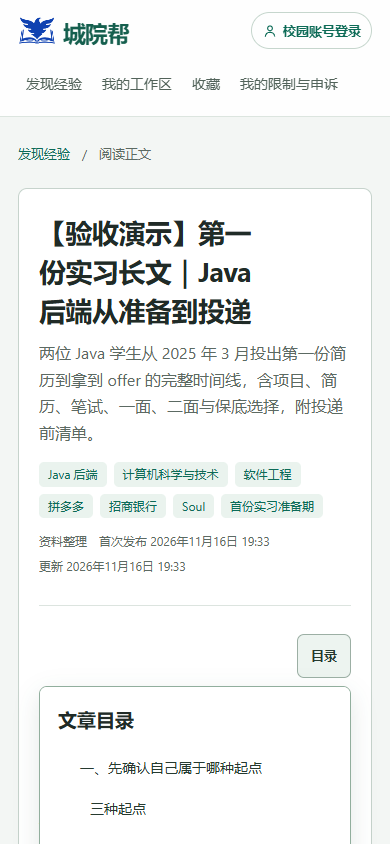 城院帮
校园账号登录
发现经验 我的工作区 收藏 我的限制与申诉
发现经验 / 阅读正文
【验收演示】第一
份实习长文｜Java
后端从准备到投递
两位 Java 学生从 2025 年 3 月投出第一份简
历到拿到 offer 的完整时间线，含项目、简
历、笔试、一面、二面与保底选择，附投递
前清单。
Java 后端 计算机科学与技术 软件工程
拼多多 招商银行 Soul 首份实习准备期
资料整理 首次发布 2026年11月16日 19:33
更新 2026年11月16日 19:33
目录
文章目录
一、先确认自己属于哪种起点
三种起点